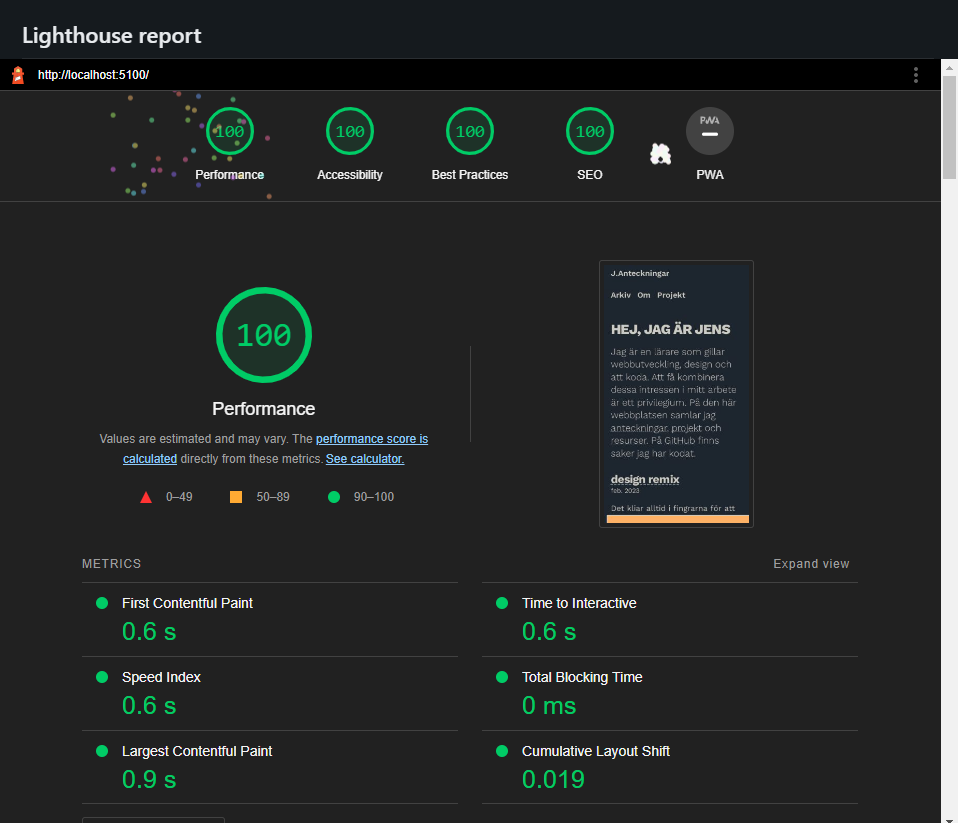 Lighthouse report
http://localhost:5100/
100
100
100
100
PWA
Performance
Accessibility
Best Practices
SEO
PWA
100
Performance
Values are estimated and may vary. The performance score is
calculated directly from these metrics. See calculator.
0–49
50–89
90–100
J.Anteckningar
Arkiv Om Projekt
HEJ, JAG ÄR JENS
Jag är en lärare som gillar
webbutveckling, design och
att koda. Att få kombinera
dessa intressen i mitt arbete
är ett privilegium. På den här
webbplatsen samlar jag
anteckningar, projekt och
resurser. På GitHub finns
saker jag har kodat.
design remix
feb. 2023
Det kliar alltid i fingrarna för att
METRICS
Expand view
First Contentful Paint
0.6 s
Time to Interactive
0.6 s
Speed Index
0.6 s
Total Blocking Time
0 ms
Largest Contentful Paint
0.9 s
Cumulative Layout Shift
0.019